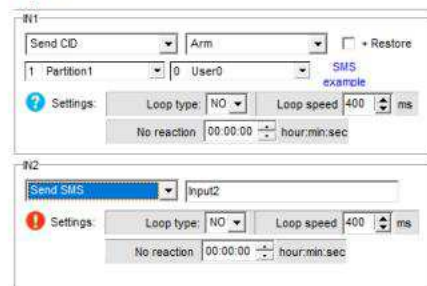 IN1
Send CID Arm + Restore
1 Partition1 0 User0 SMS
example
? Settings: Loop type: NO Loop speed 400 ms
No reaction 00:00:00 hour:min:sec
IN2
Send SMS Input2
! Settings: Loop type: NO Loop speed 400 ms
No reaction 00:00:00 hour:min:sec